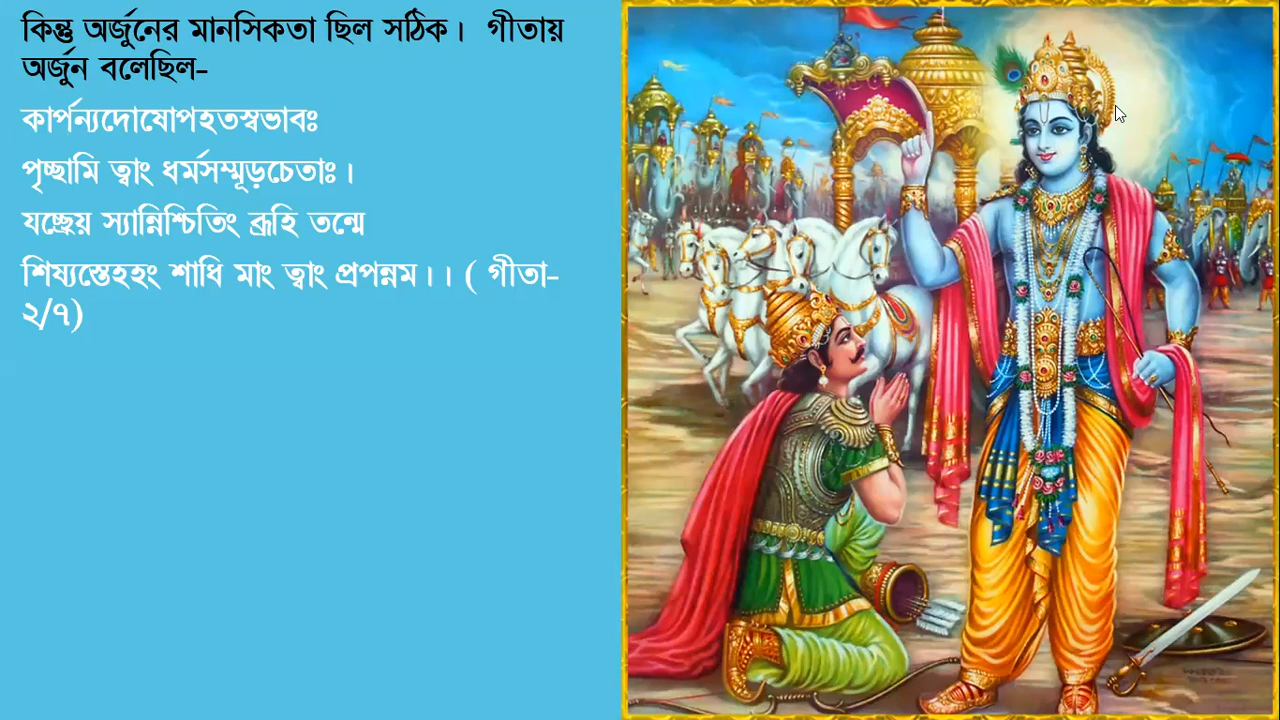 কিন্তু অর্জুনের মানসিকতা ছিল সঠিক। গীতায়
অর্জুন বলেছিল-
কার্পন্যদোষোপহতস্বভাবঃ
পৃচ্ছামি ত্বাং ধর্মসম্মূড়চেতাঃ।
যচ্ছ্রেয় স্যান্নিশ্চিতিং ব্রূহি তন্মে
শিষ্যস্তেহহং শাধি মাং ত্বাং প্রপন্নম।। ( গীতা-
২/৭)